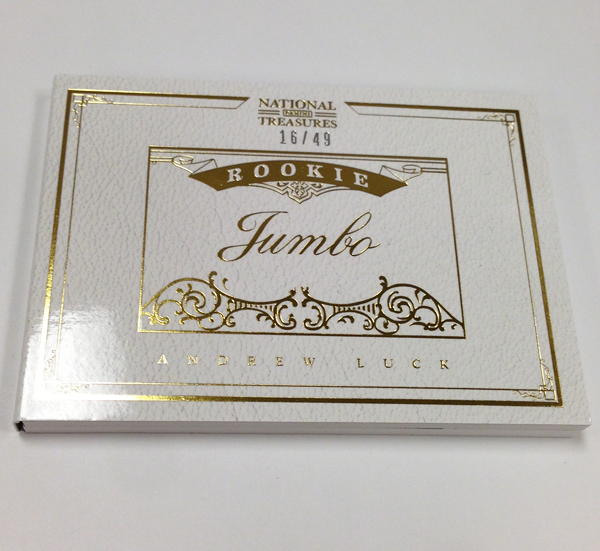 NATIONAL
PANINI
TREASURES
16/49
ROOKIE
Jumbo
ANDREW LUCK